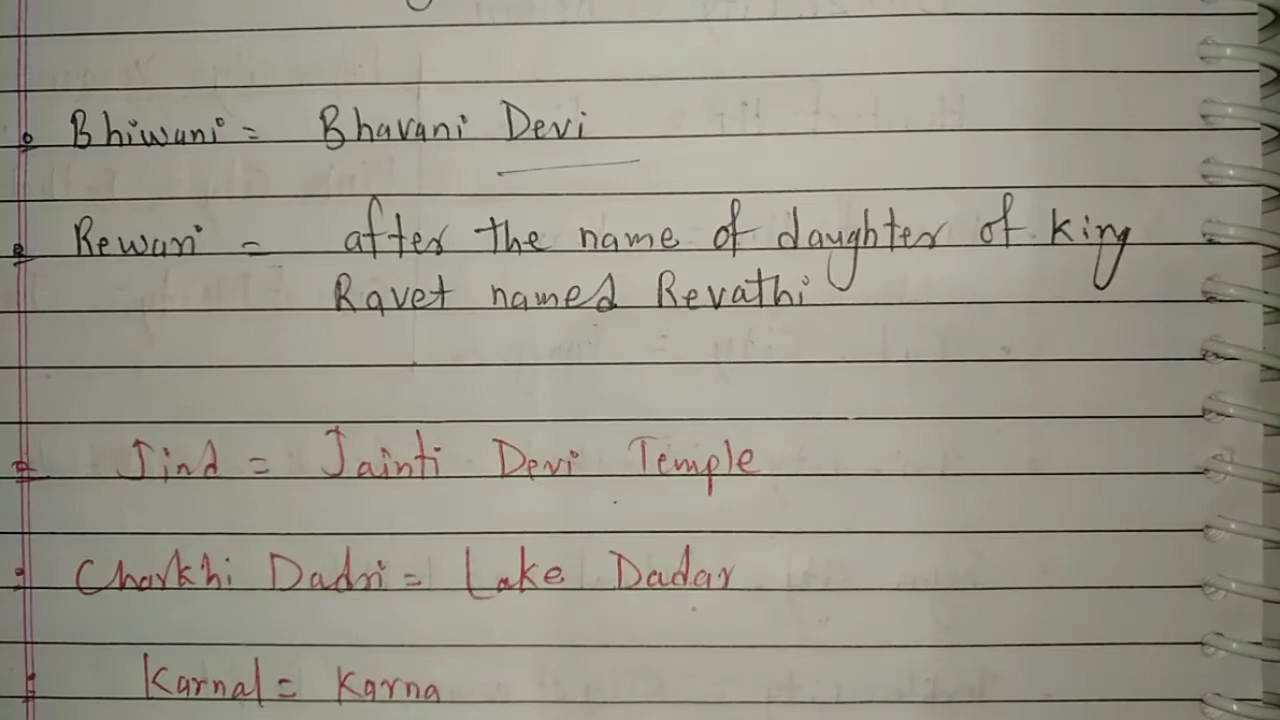 Bhiwani = Bhavani Devi
Rewari = after the name of daughter of king
Ravet named Revathi
Jind = Jainti Devi Temple
Charkhi Dadri = Lake Dadar
Karnal = Karna